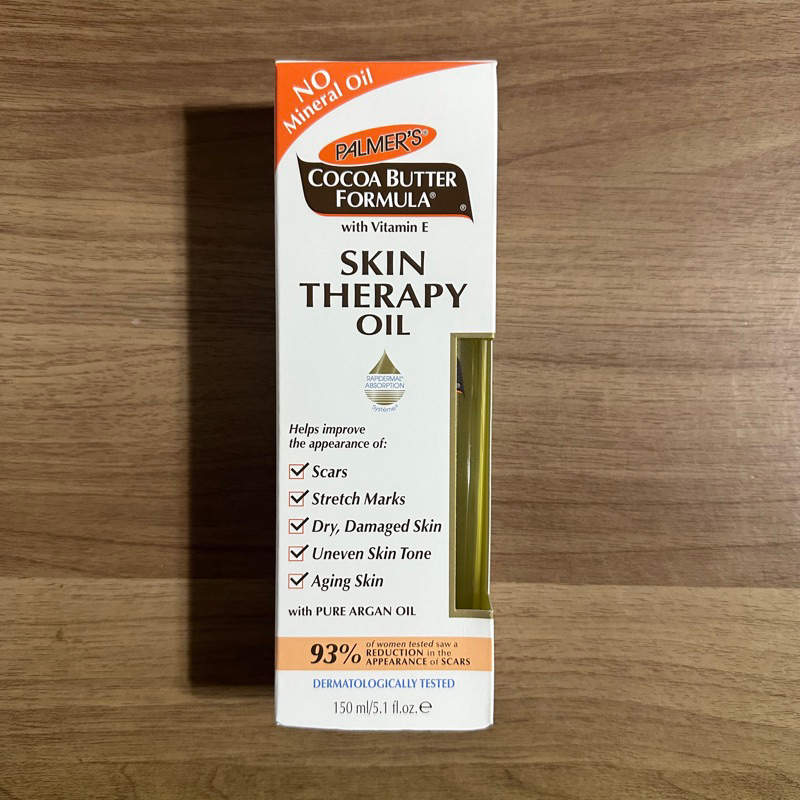 NO
Mineral Oil
PALMER'S®
COCOA BUTTER
FORMULA®
®
with Vitamin E
SKIN
THERAPY
OIL
RAPIDERMAL®
ABSORPTION
Systéme®
Helps improve
the appearance of:
Scars
Stretch Marks
Dry, Damaged Skin
Uneven Skin Tone
Aging Skin
with PURE ARGAN OIL
93% of women tested saw a
REDUCTION in the
APPEARANCE of SCARS
DERMATOLOGICALLY TESTED
150 ml/5.1 fl.oz.℮